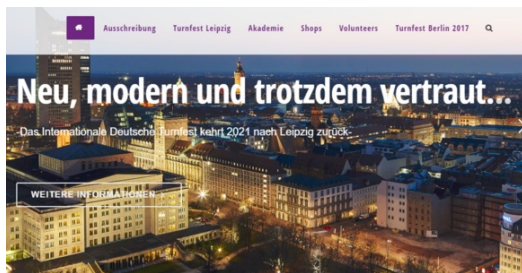 Ausschreibung Turnfest Leipzig Akademie Shops Volunteers Turnfest Berlin 2017
Neu, modern und trotzdem vertraut...
-Das Internationale Deutsche Turnfest kehrt 2021 nach Leipzig zurück-
WEITERE INFORMATIONEN